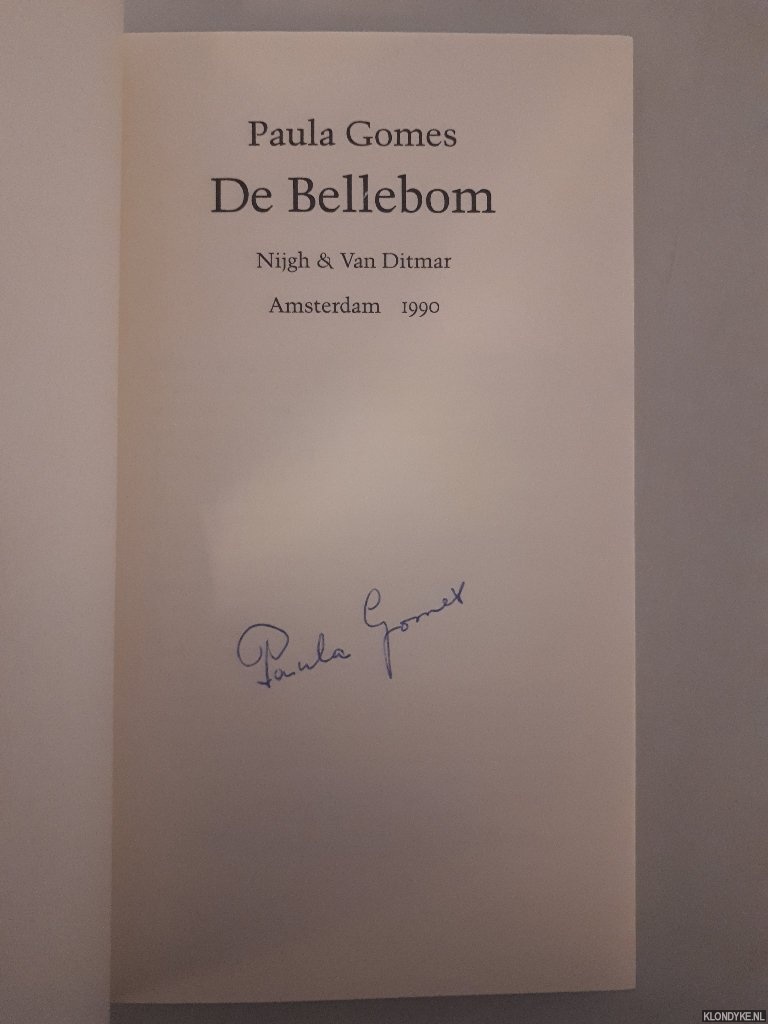 Paula Gomes
De Bellebom
Nijgh & Van Ditmar
Amsterdam 1990
Paula Gomes
KLONDYKE.NL